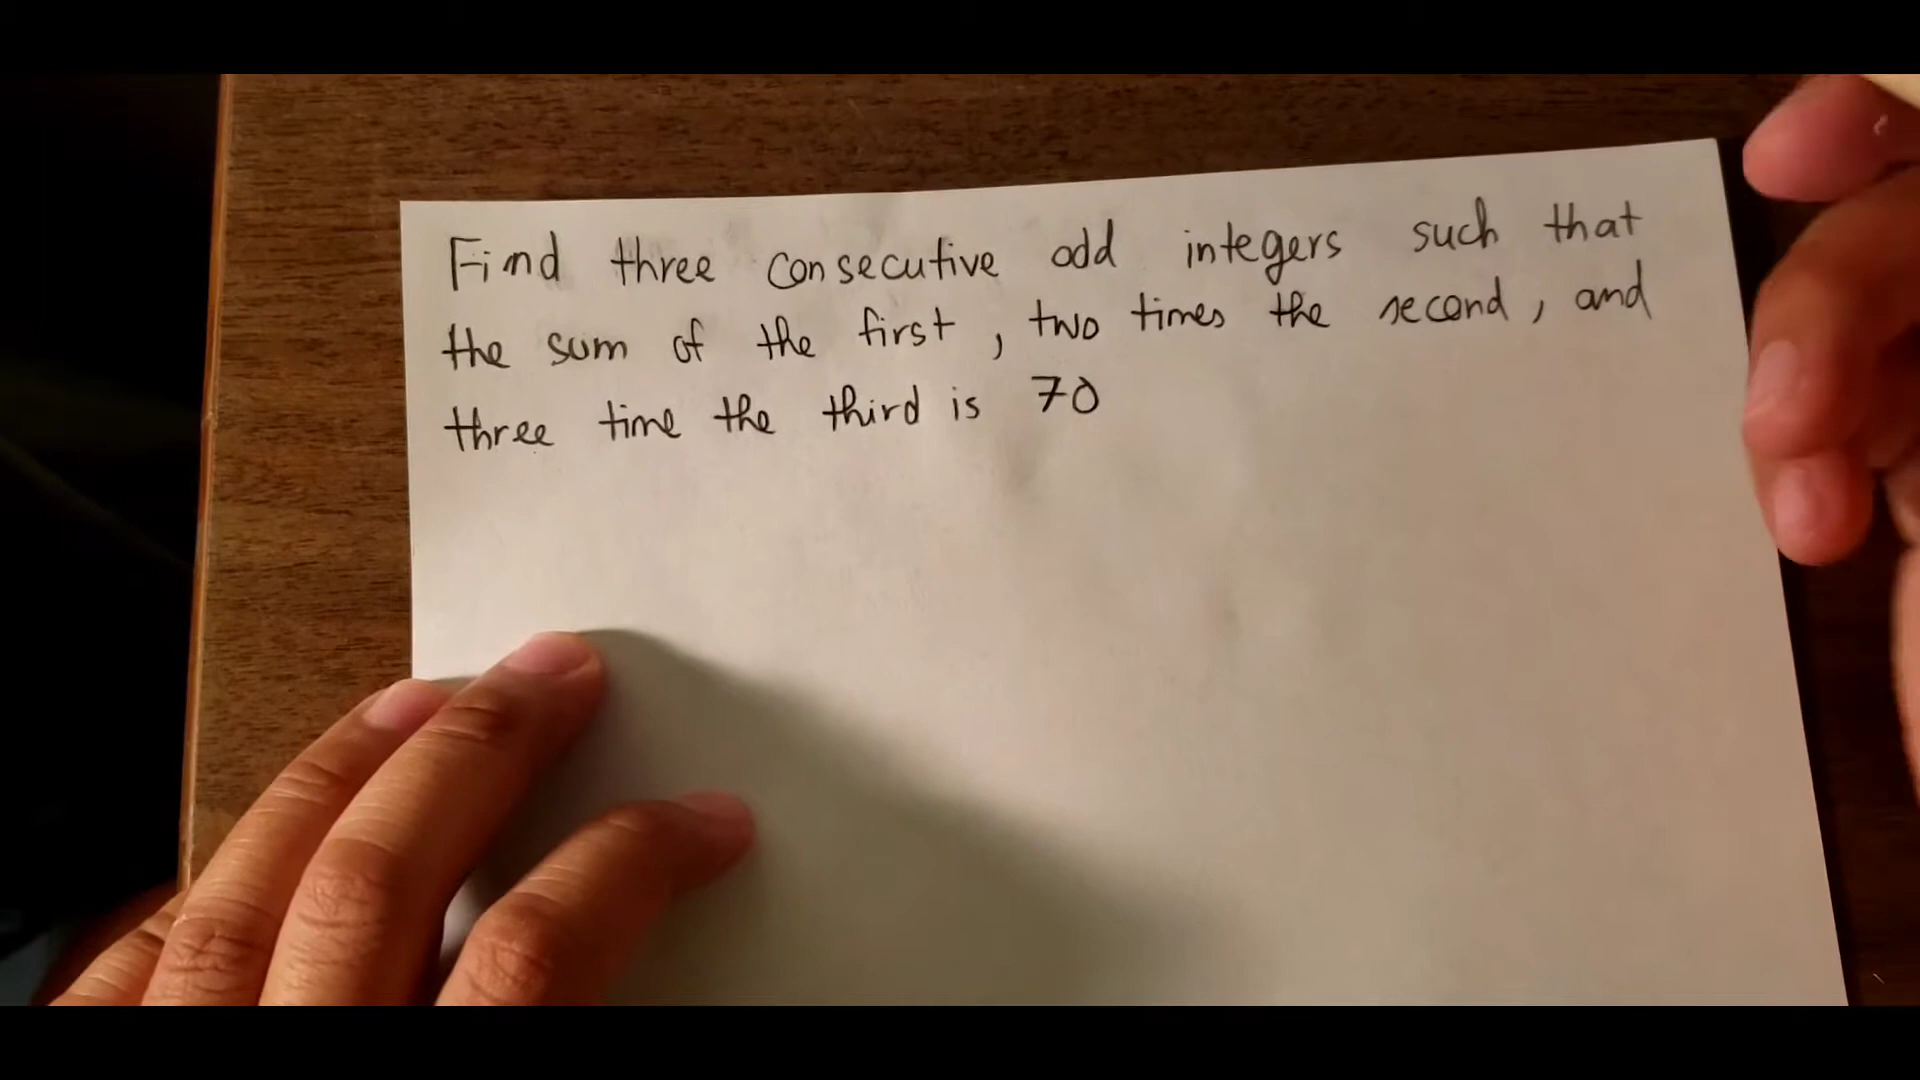 Find three consecutive odd integers such that
the sum of the first, two times the second, and
three time the third is 70